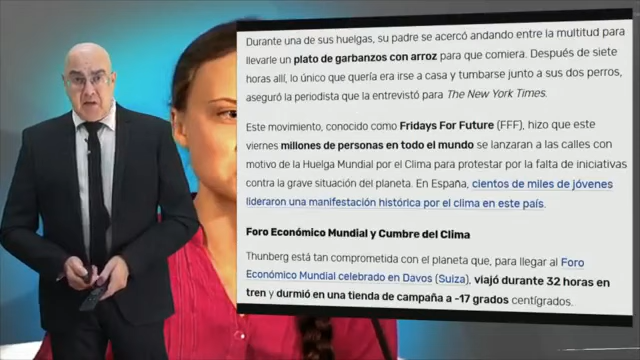 Durante una de sus huelgas, su padre se acercó andando entre la multitud para
llevarle un plato de garbanzos con arroz para que comiera. Después de siete
horas allí, lo único que quería era irse a casa y tumbarse junto a sus dos perros,
aseguró la periodista que la entrevistó para The New York Times.
Este movimiento, conocido como Fridays For Future (FFF), hizo que este
viernes millones de personas en todo el mundo se lanzaran a las calles con
motivo de la Huelga Mundial por el Clima para protestar por la falta de iniciativas
contra la grave situación del planeta. En España, cientos de miles de jóvenes
lideraron una manifestación histórica por el clima en este país.
Foro Económico Mundial y Cumbre del Clima
Thunberg está tan comprometida con el planeta que, para llegar al Foro
Económico Mundial celebrado en Davos (Suiza), viajó durante 32 horas en
tren y durmió en una tienda de campaña a -17 grados centígrados.